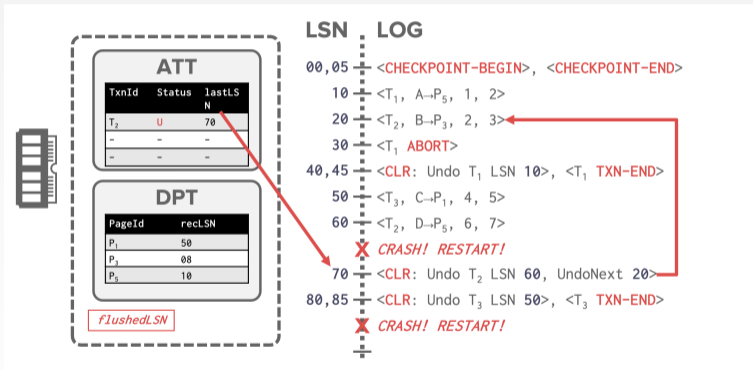 ATT
TxnId Status lastLS
N
T₂ U 70
- - -
- - -
DPT
PageId recLSN
P₁ 50
P₃ 08
P₅ 10
flushedLSN
LSN LOG
00,05 <CHECKPOINT-BEGIN>, <CHECKPOINT-END>
10 <T₁, A→P₅, 1, 2>
20 <T₂, B→P₃, 2, 3>
30 <T₁ ABORT>
40,45 <CLR: Undo T₁ LSN 10>, <T₁ TXN-END>
50 <T₃, C→P₁, 4, 5>
60 <T₂, D→P₅, 6, 7>
X CRASH! RESTART!
70 <CLR: Undo T₂ LSN 60, UndoNext 20>
80,85 <CLR: Undo T₃ LSN 50>, <T₃ TXN-END>
X CRASH! RESTART!